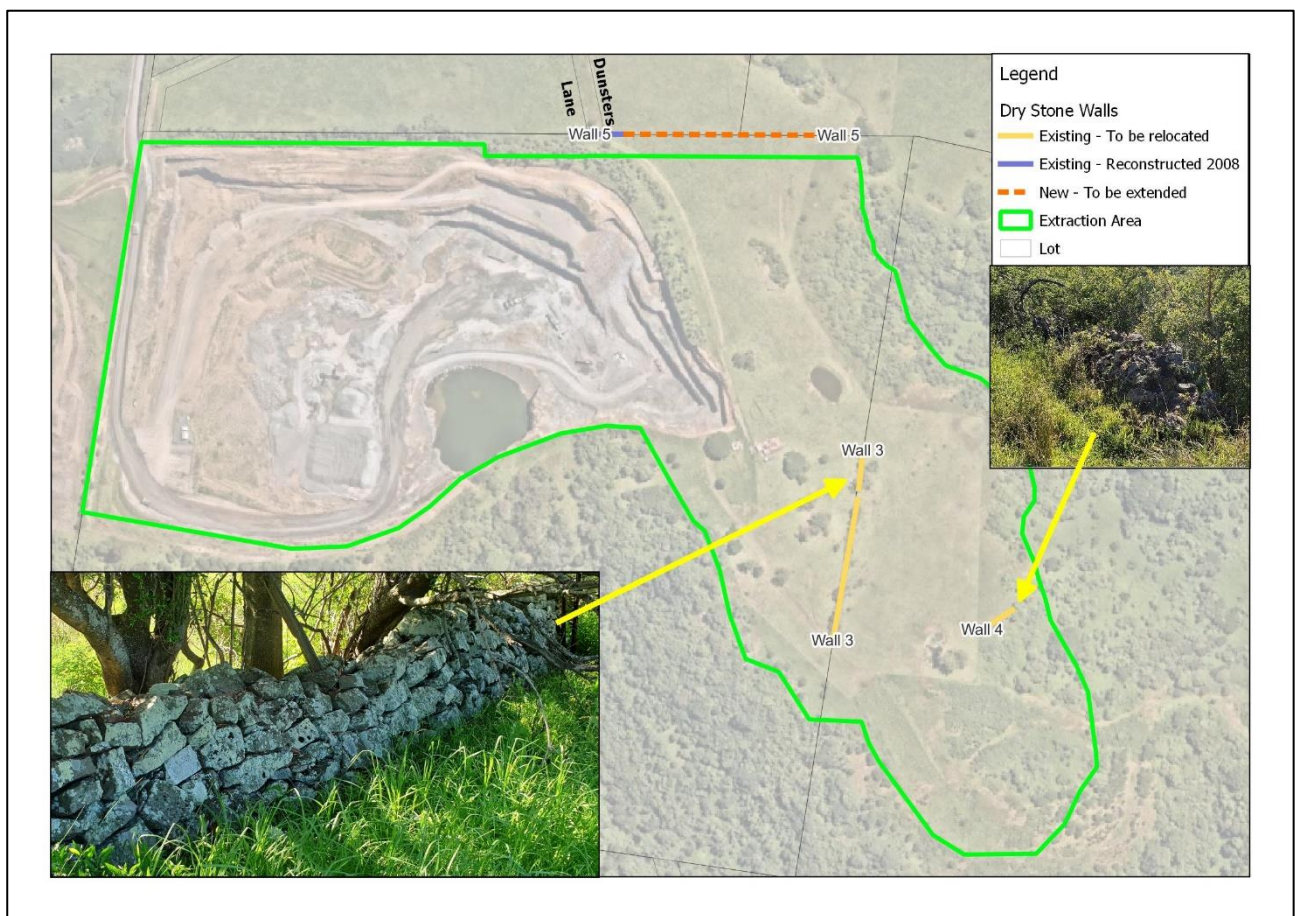 Legend
Dry Stone Walls
Existing - To be relocated
Existing - Reconstructed 2008
New - To be extended
Extraction Area
Lot
Dunsters
Lane
Wall 5
Wall 5
Wall 3
Wall 3
Wall 4